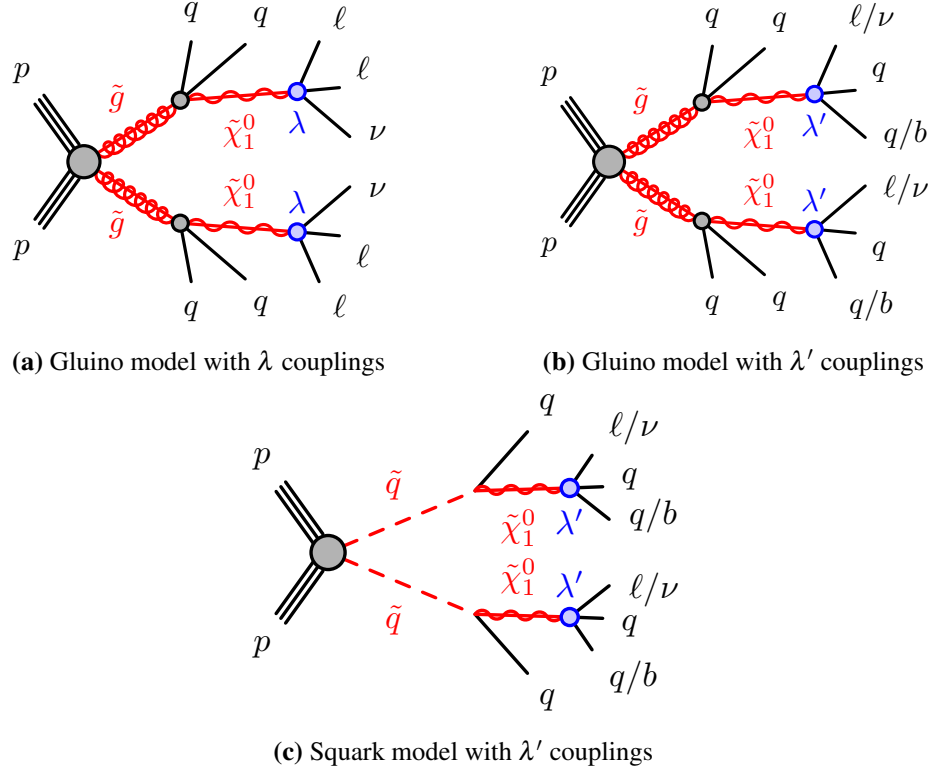 q q ℓ
p ℓ
g̃
χ̃₁⁰ λ
ν
ν
χ̃₁⁰ λ
g̃ ℓ
p
q q ℓ
(a) Gluino model with λ couplings
q q ℓ/ν
p q
g̃
χ̃₁⁰ λ′
q/b
ℓ/ν
χ̃₁⁰ λ′
g̃ q
p
q q q/b
(b) Gluino model with λ′ couplings
q
ℓ/ν
p q̃ q
q/b
χ̃₁⁰ λ′
χ̃₁⁰ λ′ ℓ/ν
q̃ q
p q/b
q
(c) Squark model with λ′ couplings